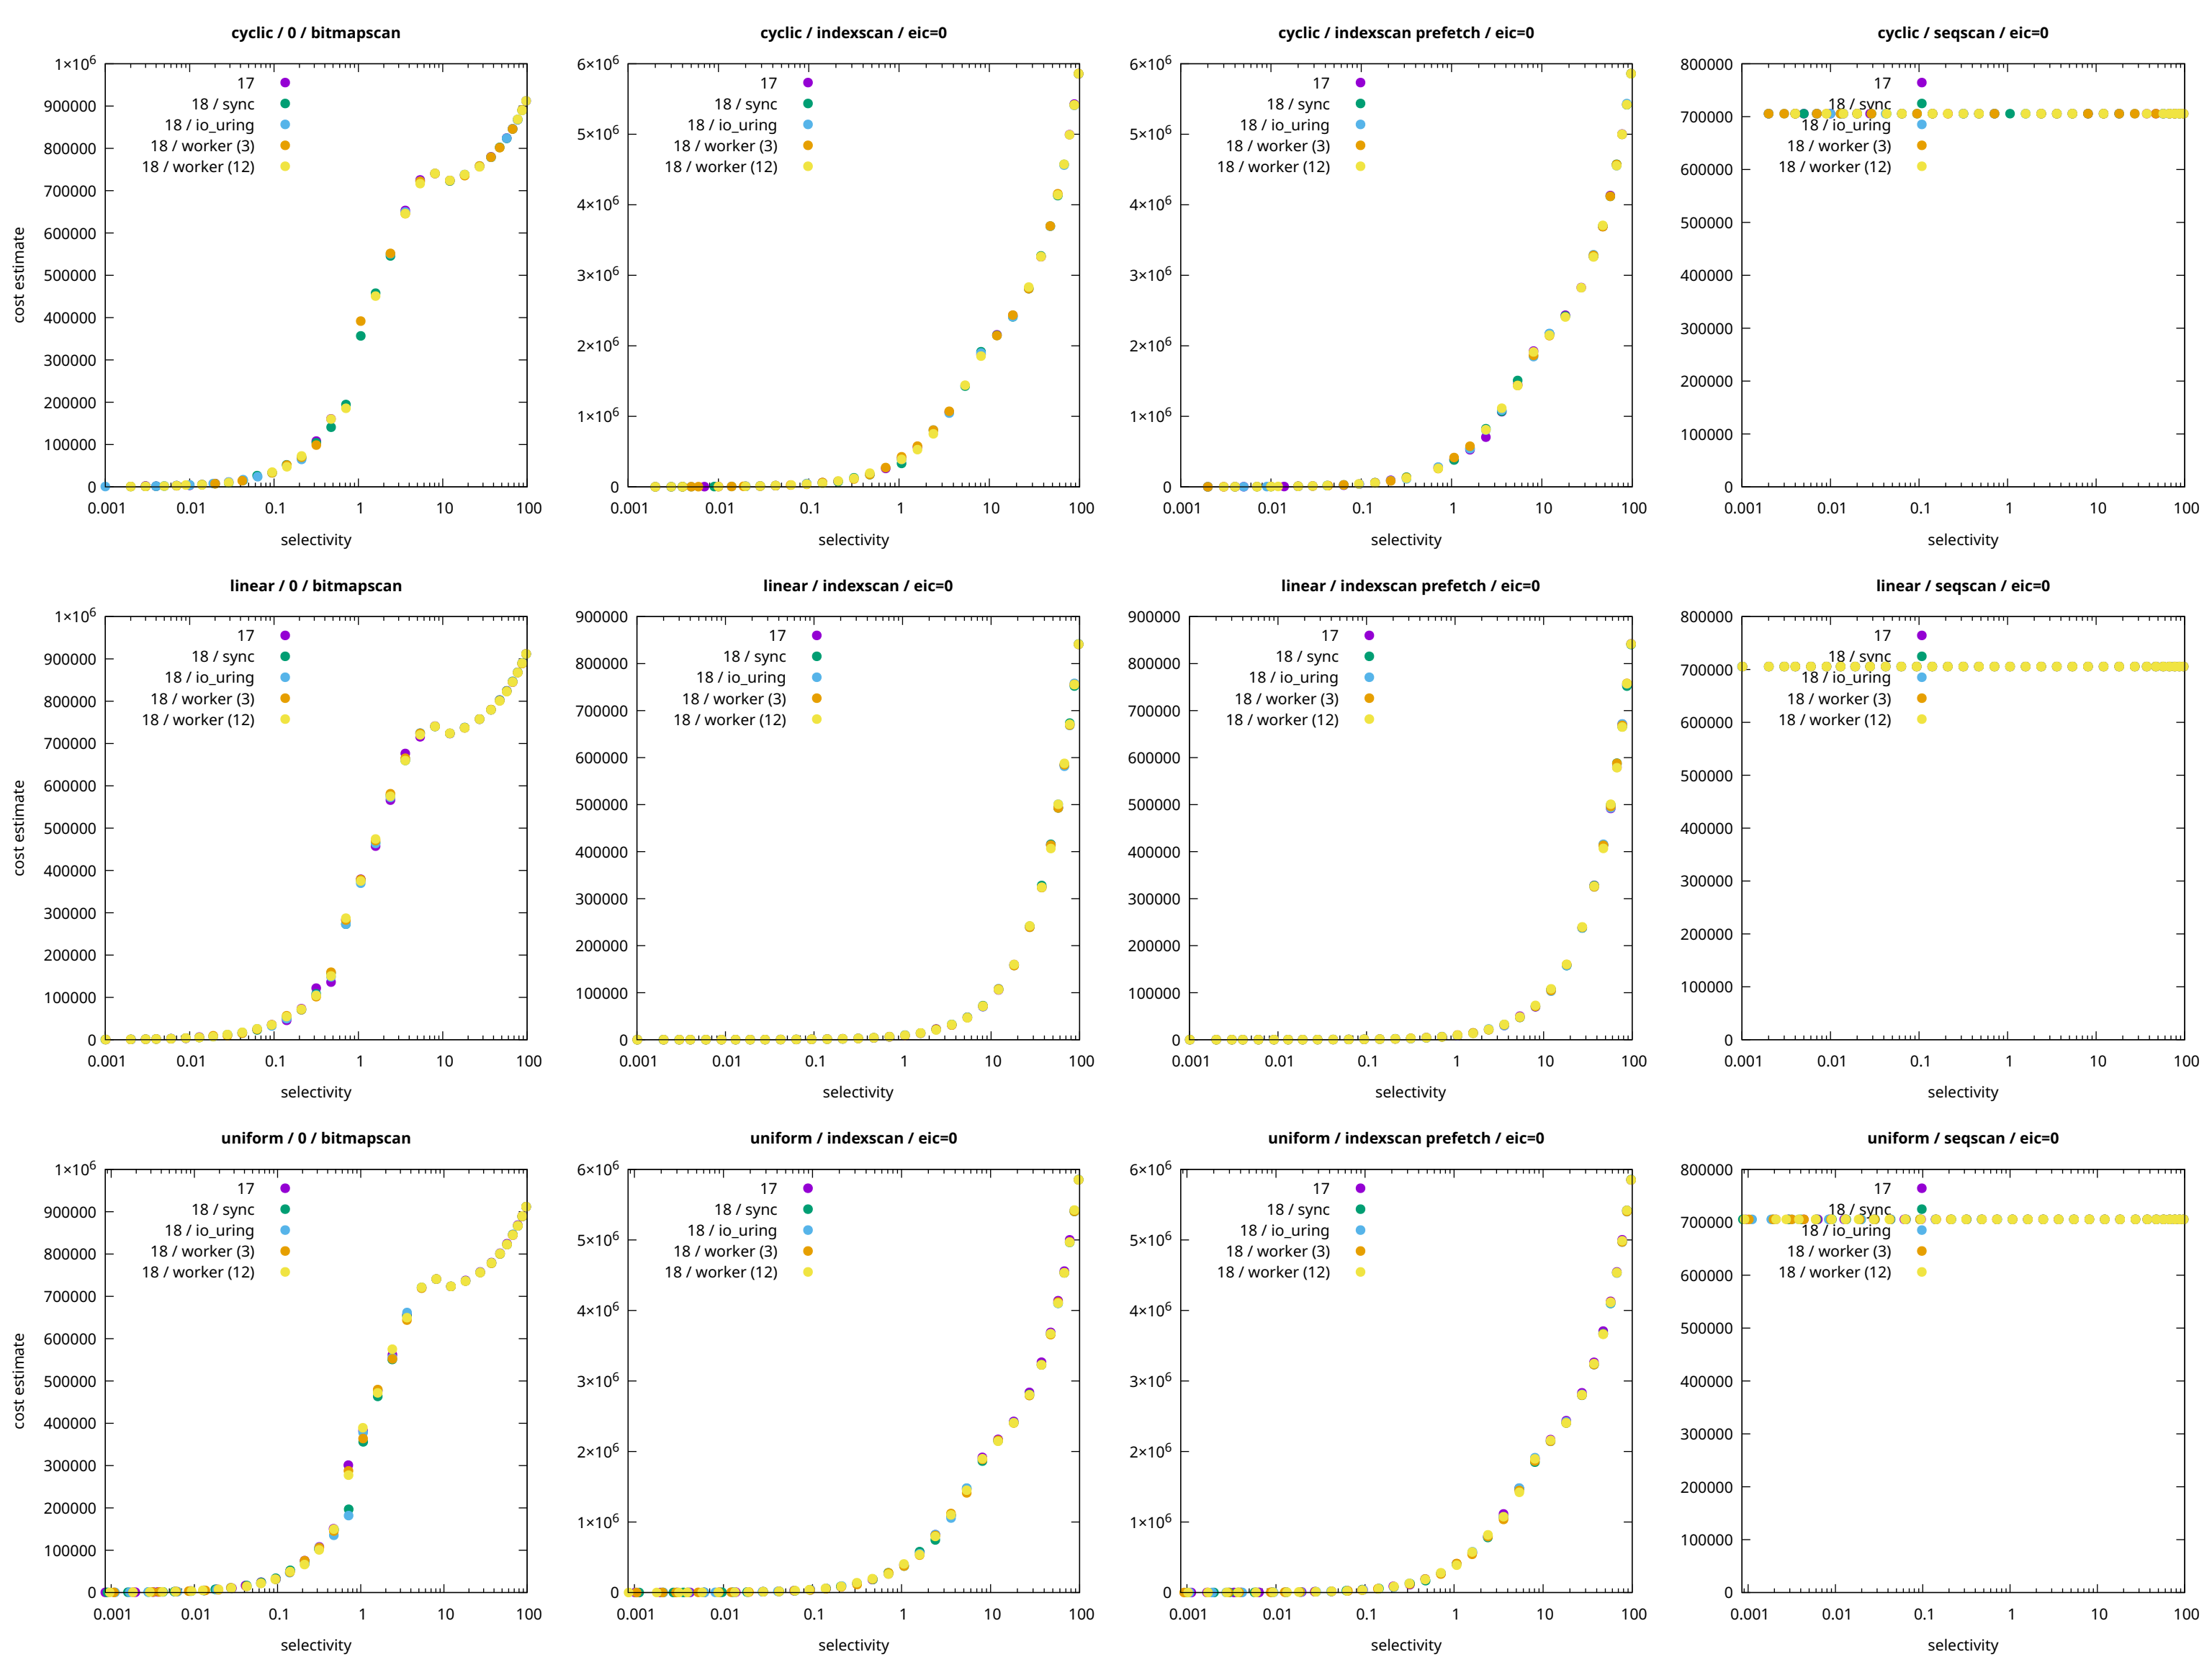 cyclic / 0 / bitmapscan
cost estimate
1×10⁶
900000
800000
700000
600000
500000
400000
300000
200000
100000
0
17
18 / sync
18 / io_uring
18 / worker (3)
18 / worker (12)
0.001 0.01 0.1 1 10 100
selectivity
cyclic / indexscan / eic=0
6×10⁶
5×10⁶
4×10⁶
3×10⁶
2×10⁶
1×10⁶
0
17
18 / sync
18 / io_uring
18 / worker (3)
18 / worker (12)
0.001 0.01 0.1 1 10 100
selectivity
cyclic / indexscan prefetch / eic=0
6×10⁶
5×10⁶
4×10⁶
3×10⁶
2×10⁶
1×10⁶
0
17
18 / sync
18 / io_uring
18 / worker (3)
18 / worker (12)
0.001 0.01 0.1 1 10 100
selectivity
cyclic / seqscan / eic=0
800000
700000
600000
500000
400000
300000
200000
100000
0
17
18 / sync
18 / io_uring
18 / worker (3)
18 / worker (12)
0.001 0.01 0.1 1 10 100
selectivity
linear / 0 / bitmapscan
cost estimate
1×10⁶
900000
800000
700000
600000
500000
400000
300000
200000
100000
0
17
18 / sync
18 / io_uring
18 / worker (3)
18 / worker (12)
0.001 0.01 0.1 1 10 100
selectivity
linear / indexscan / eic=0
900000
800000
700000
600000
500000
400000
300000
200000
100000
0
17
18 / sync
18 / io_uring
18 / worker (3)
18 / worker (12)
0.001 0.01 0.1 1 10 100
selectivity
linear / indexscan prefetch / eic=0
900000
800000
700000
600000
500000
400000
300000
200000
100000
0
17
18 / sync
18 / io_uring
18 / worker (3)
18 / worker (12)
0.001 0.01 0.1 1 10 100
selectivity
linear / seqscan / eic=0
800000
700000
600000
500000
400000
300000
200000
100000
0
17
18 / sync
18 / io_uring
18 / worker (3)
18 / worker (12)
0.001 0.01 0.1 1 10 100
selectivity
uniform / 0 / bitmapscan
cost estimate
1×10⁶
900000
800000
700000
600000
500000
400000
300000
200000
100000
0
17
18 / sync
18 / io_uring
18 / worker (3)
18 / worker (12)
0.001 0.01 0.1 1 10 100
selectivity
uniform / indexscan / eic=0
6×10⁶
5×10⁶
4×10⁶
3×10⁶
2×10⁶
1×10⁶
0
17
18 / sync
18 / io_uring
18 / worker (3)
18 / worker (12)
0.001 0.01 0.1 1 10 100
selectivity
uniform / indexscan prefetch / eic=0
6×10⁶
5×10⁶
4×10⁶
3×10⁶
2×10⁶
1×10⁶
0
17
18 / sync
18 / io_uring
18 / worker (3)
18 / worker (12)
0.001 0.01 0.1 1 10 100
selectivity
uniform / seqscan / eic=0
800000
700000
600000
500000
400000
300000
200000
100000
0
17
18 / sync
18 / io_uring
18 / worker (3)
18 / worker (12)
0.001 0.01 0.1 1 10 100
selectivity